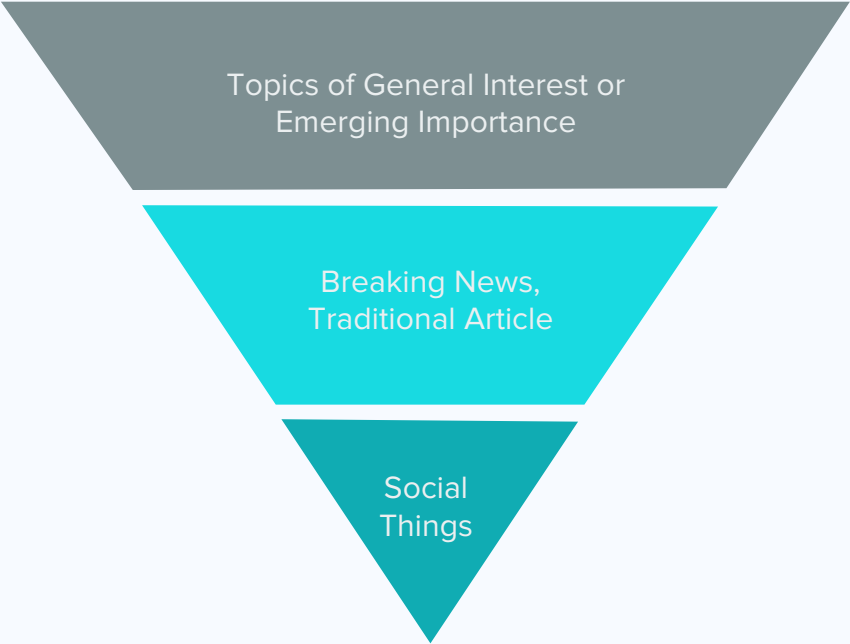 Topics of General Interest or
Emerging Importance
Breaking News,
Traditional Article
Social
Things